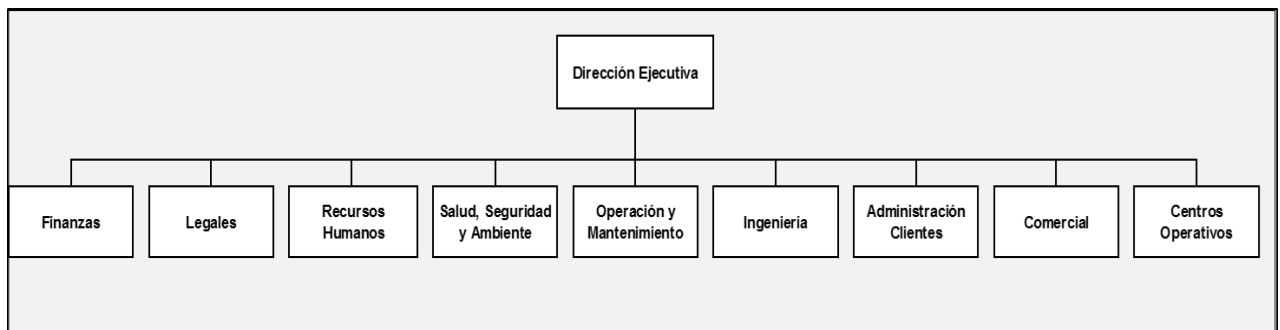 Dirección Ejecutiva
Finanzas
Legales
Recursos
Humanos
Salud, Seguridad
y Ambiente
Operación y
Mantenimiento
Ingeniería
Administración
Clientes
Comercial
Centros
Operativos